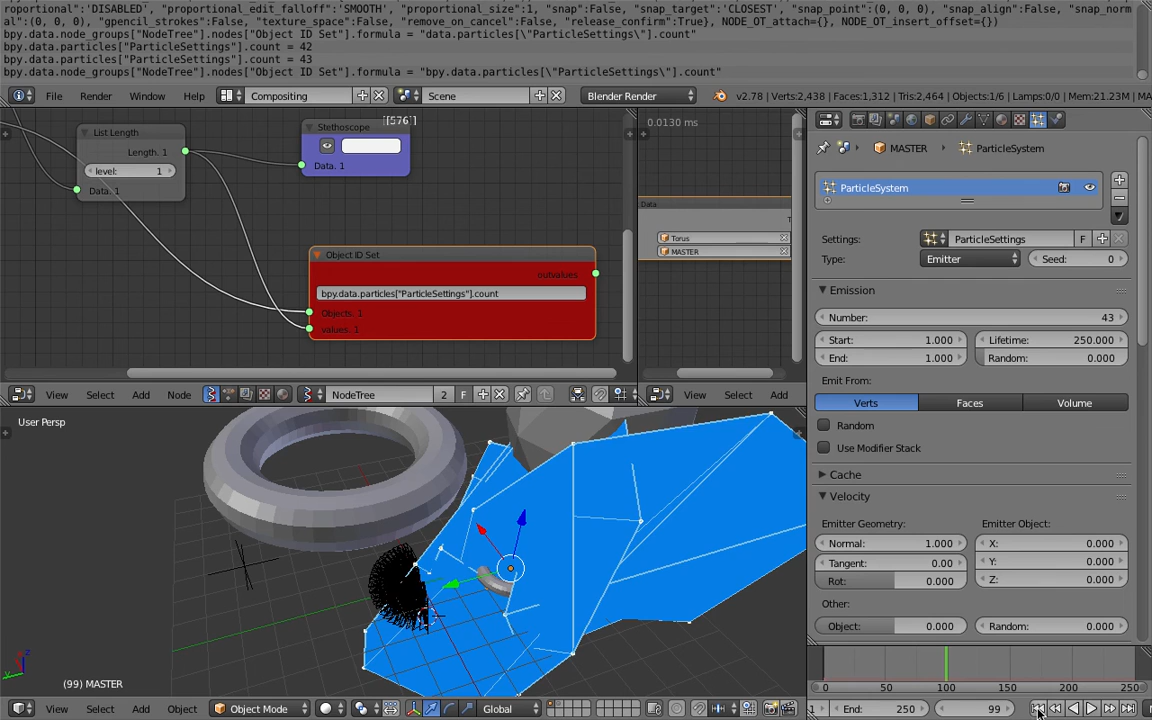 roportional":'DISABLED', "proportional_edit_falloff":'SMOOTH', "proportional_size":1, "snap":False, "snap_target":'CLOSEST', "snap_point":(0, 0, 0), "snap_align":False, "snap_norm
al":(0, 0, 0), "gpencil_strokes":False, "texture_space":False, "remove_on_cancel":False, "release_confirm":True}, NODE_OT_attach={}, NODE_OT_insert_offset={})
bpy.data.node_groups["NodeTree"].nodes["Object ID Set"].formula = "data.particles[\"ParticleSettings\"].count"
bpy.data.particles["ParticleSettings"].count = 42
bpy.data.particles["ParticleSettings"].count = 43
bpy.data.node_groups["NodeTree"].nodes["Object ID Set"].formula = "bpy.data.particles[\"ParticleSettings\"].count"
File Render Window Help Compositing Scene Blender Render v2.78 | Verts:2,438 | Faces:1,312 | Tris:2,464 | Objects:1/6 | Lamps:0/0 | Mem:21.23M | MA
List Length
Length. 1
level: 1
Data. 1
[[576]]
Stethoscope
Data. 1
Object ID Set
outvalues
bpy.data.particles["ParticleSettings"].count
Objects. 1
values. 1
0.0130 ms
Data
T
Torus
MASTER
View Select Add Node NodeTree 2 F View Select Add
User Persp
(99) MASTER
View Select Add Object Object Mode Global
MASTER ParticleSystem
ParticleSystem
Settings: ParticleSettings F
Type: Emitter Seed: 0
Emission
Number: 43
Start: 1.000 Lifetime: 250.000
End: 1.000 Random: 0.000
Emit From:
Verts Faces Volume
Random
Use Modifier Stack
Cache
Velocity
Emitter Geometry: Emitter Object:
Normal: 1.000 X: 0.000
Tangent: 0.00 Y: 0.000
Rot: 0.000 Z: 0.000
Other:
Object: 0.000 Random: 0.000
0 50 100 150 200 250
1 End: 250 99